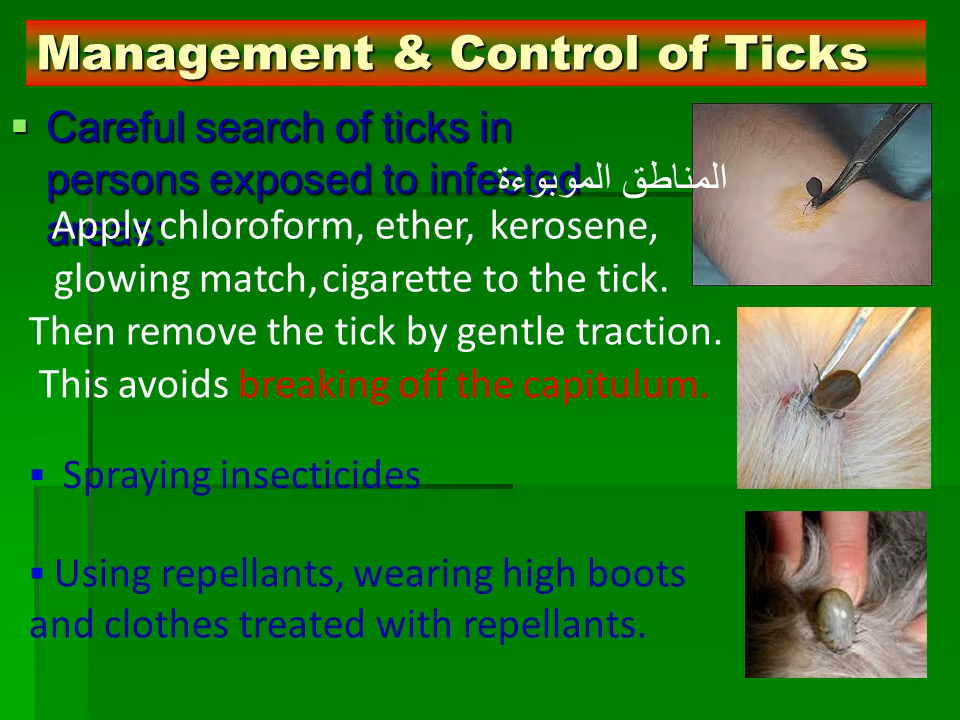 Management & Control of Ticks
▪ Careful search of ticks in
persons exposed to infested
areas:
المناطق الموبوءة
Apply chloroform, ether, kerosene,
glowing match, cigarette to the tick.
Then remove the tick by gentle traction.
This avoids breaking off the capitulum.
▪ Spraying insecticides
▪ Using repellants, wearing high boots
and clothes treated with repellants.